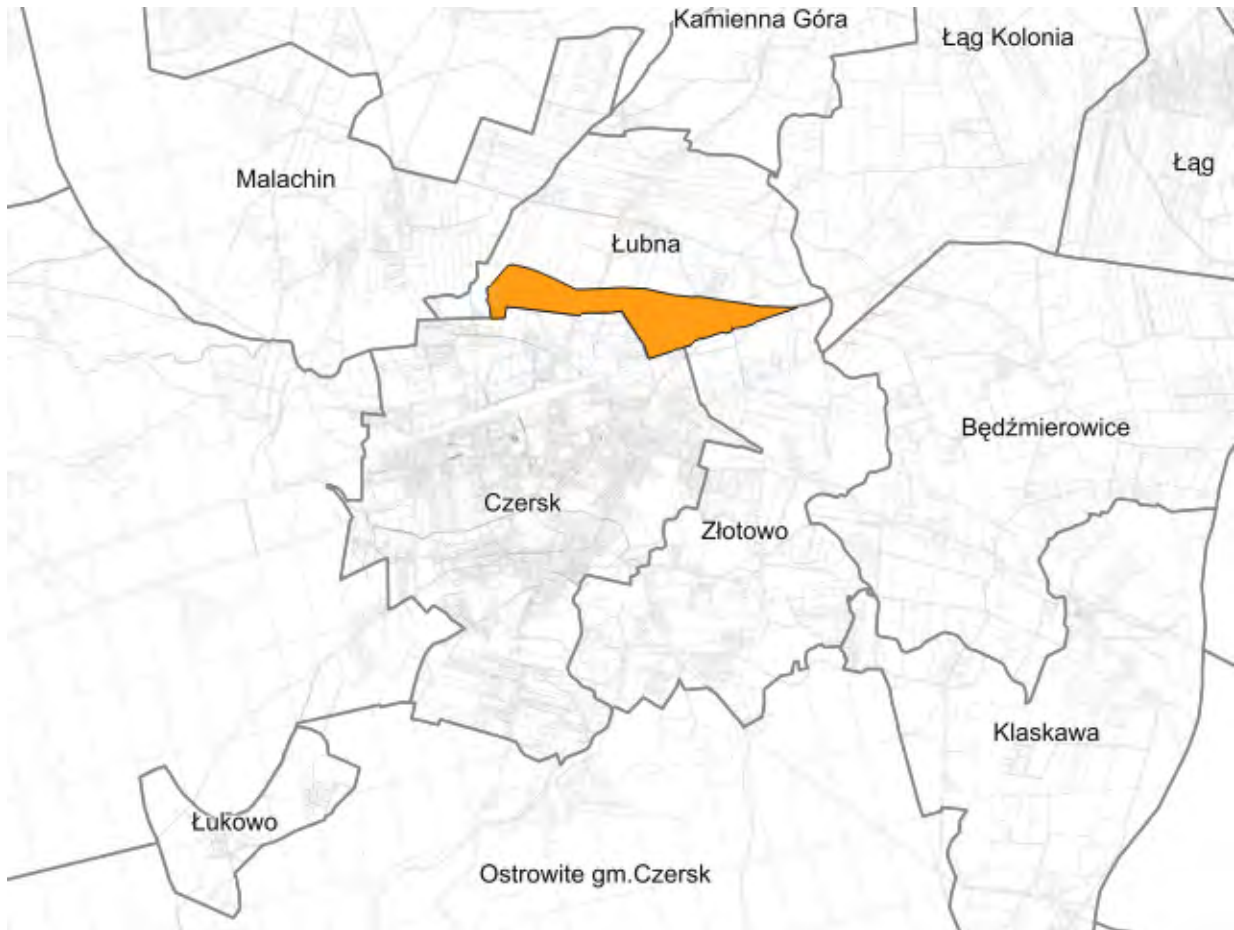 Kamienna Góra
Łąg Kolonia
Łąg
Malachin
Łubna
Będźmierowice
Czersk
Złotowo
Klaskawa
Łukowo
Ostrowite gm.Czersk